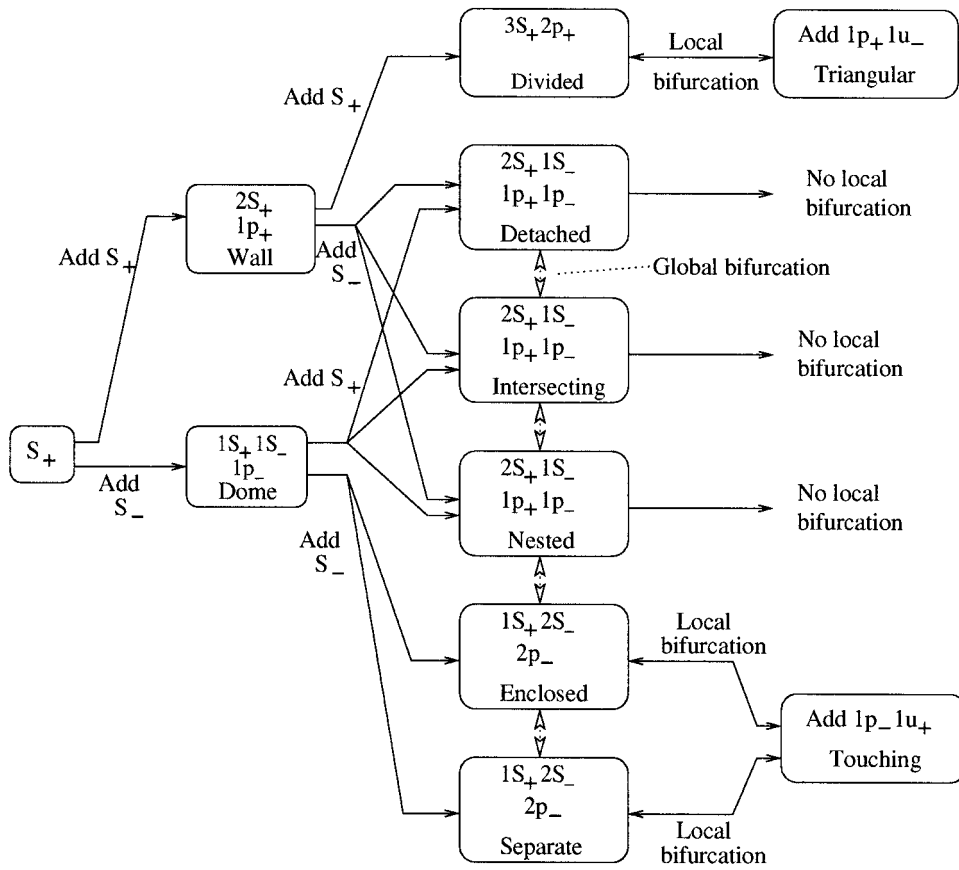 S₊
Add S₊
Add
S₋
2S₊
1p₊
Wall
1S₊1S₋
1p₋
Dome
Add S₊
Add
S₋
Add S₊
Add
S₋
3S₊2p₊
Divided
2S₊1S₋
1p₊1p₋
Detached
2S₊1S₋
1p₊1p₋
Intersecting
2S₊1S₋
1p₊1p₋
Nested
1S₊2S₋
2p₋
Enclosed
1S₊2S₋
2p₋
Separate
Local
bifurcation
Add 1p₊1u₋
Triangular
No local
bifurcation
Global bifurcation
No local
bifurcation
No local
bifurcation
Local
bifurcation
Add 1p₋1u₊
Touching
Local
bifurcation